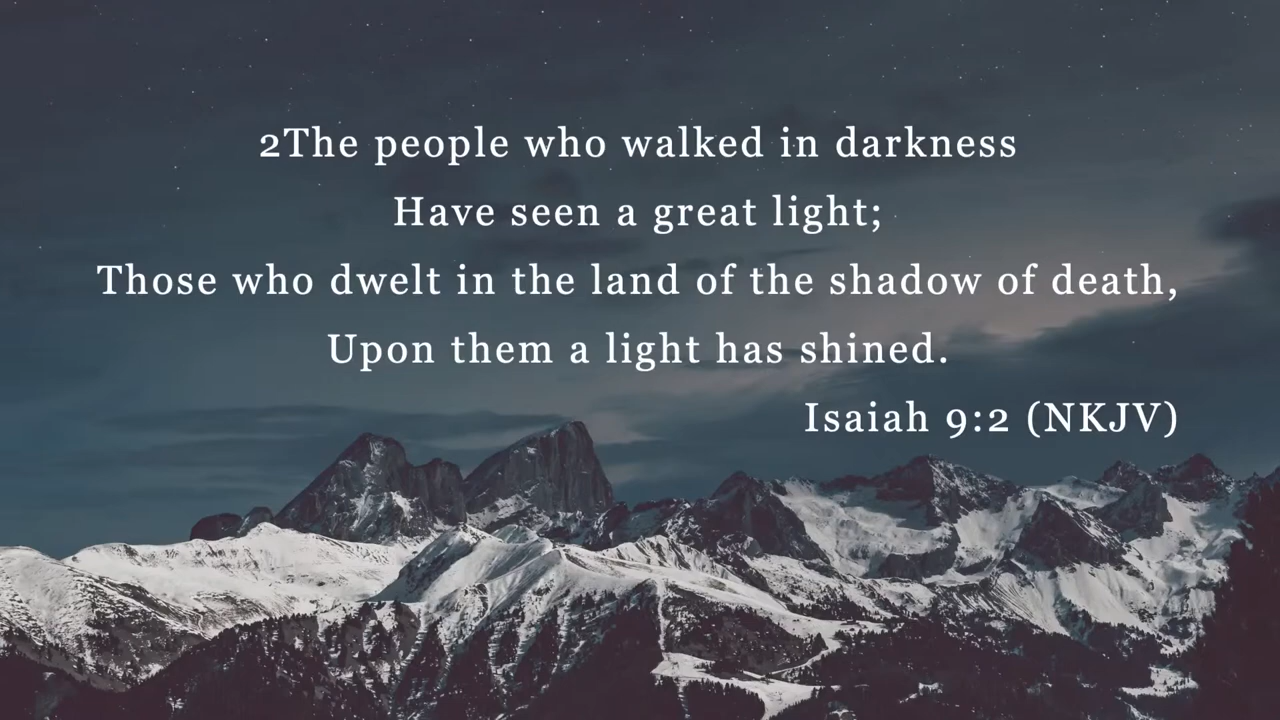 2The people who walked in darkness
Have seen a great light;
Those who dwelt in the land of the shadow of death,
Upon them a light has shined.
Isaiah 9:2 (NKJV)